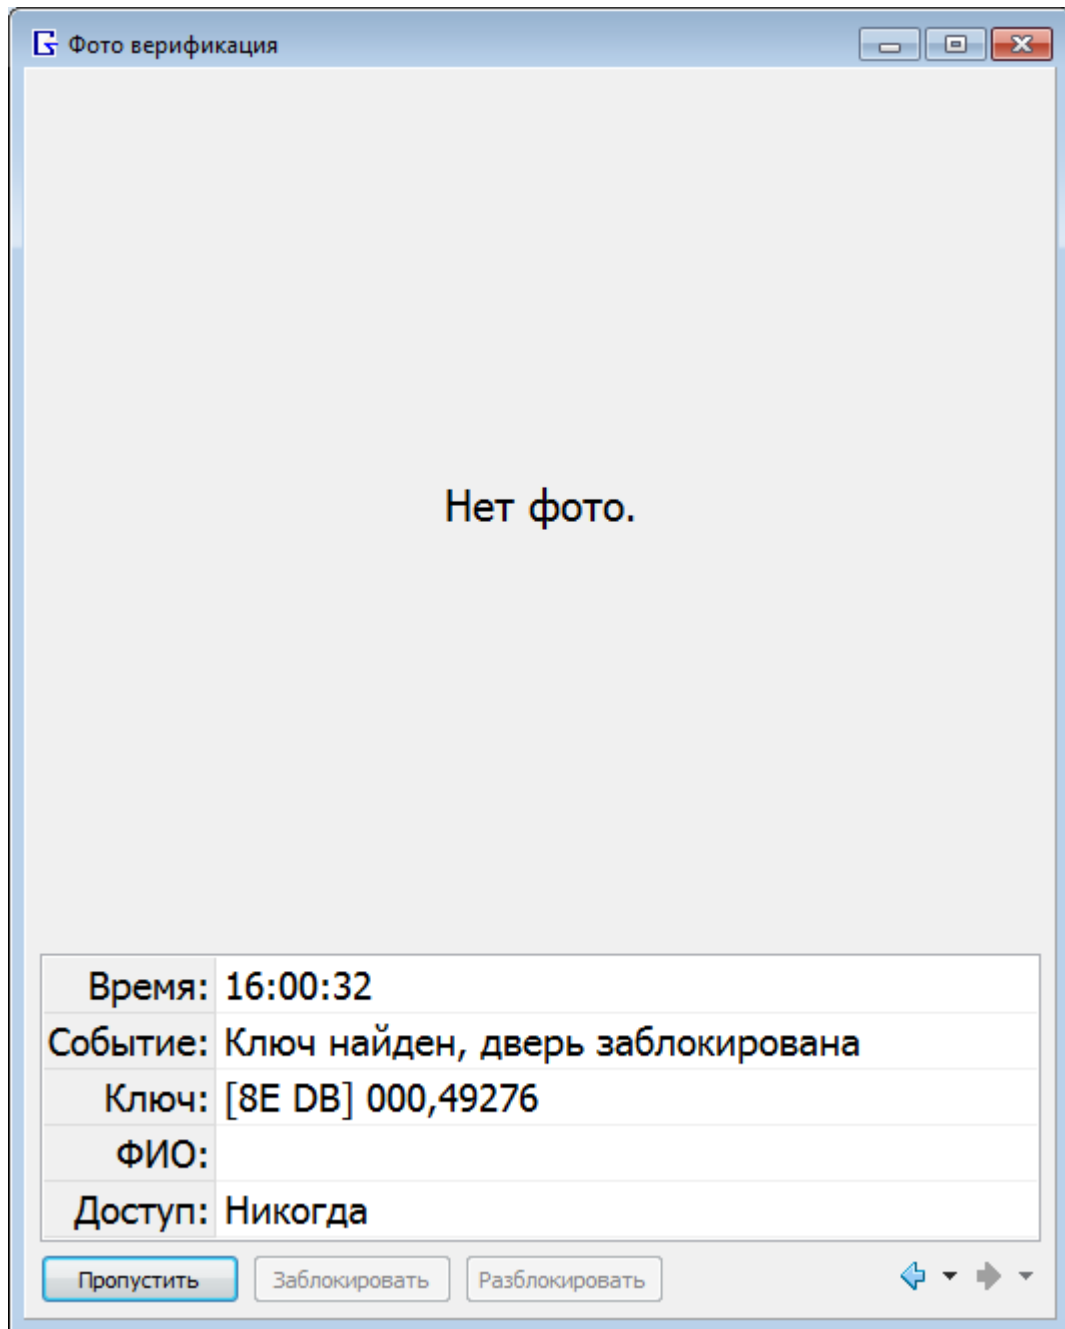 Фото верификация
Нет фото.
Время: 16:00:32
Событие: Ключ найден, дверь заблокирована
Ключ: [8E DB] 000,49276
ФИО:
Доступ: Никогда
Пропустить Заблокировать Разблокировать